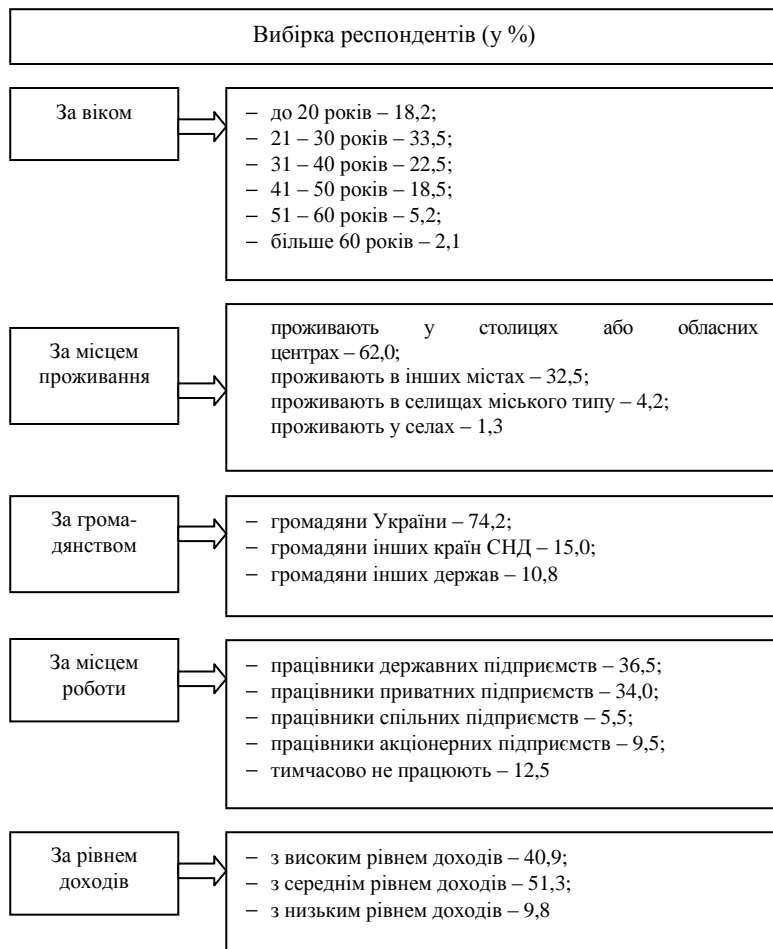 Вибірка респондентів (у %)
За віком
– до 20 років – 18,2;
– 21 – 30 років – 33,5;
– 31 – 40 років – 22,5;
– 41 – 50 років – 18,5;
– 51 – 60 років – 5,2;
– більше 60 років – 2,1
За місцем
проживання
проживають у столицях або обласних
центрах – 62,0;
проживають в інших містах – 32,5;
проживають в селищах міського типу – 4,2;
проживають у селах – 1,3
За грома-
дянством
– громадяни України – 74,2;
– громадяни інших країн СНД – 15,0;
– громадяни інших держав – 10,8
За місцем
роботи
– працівники державних підприємств – 36,5;
– працівники приватних підприємств – 34,0;
– працівники спільних підприємств – 5,5;
– працівники акціонерних підприємств – 9,5;
– тимчасово не працюють – 12,5
За рівнем
доходів
– з високим рівнем доходів – 40,9;
– з середнім рівнем доходів – 51,3;
– з низьким рівнем доходів – 9,8